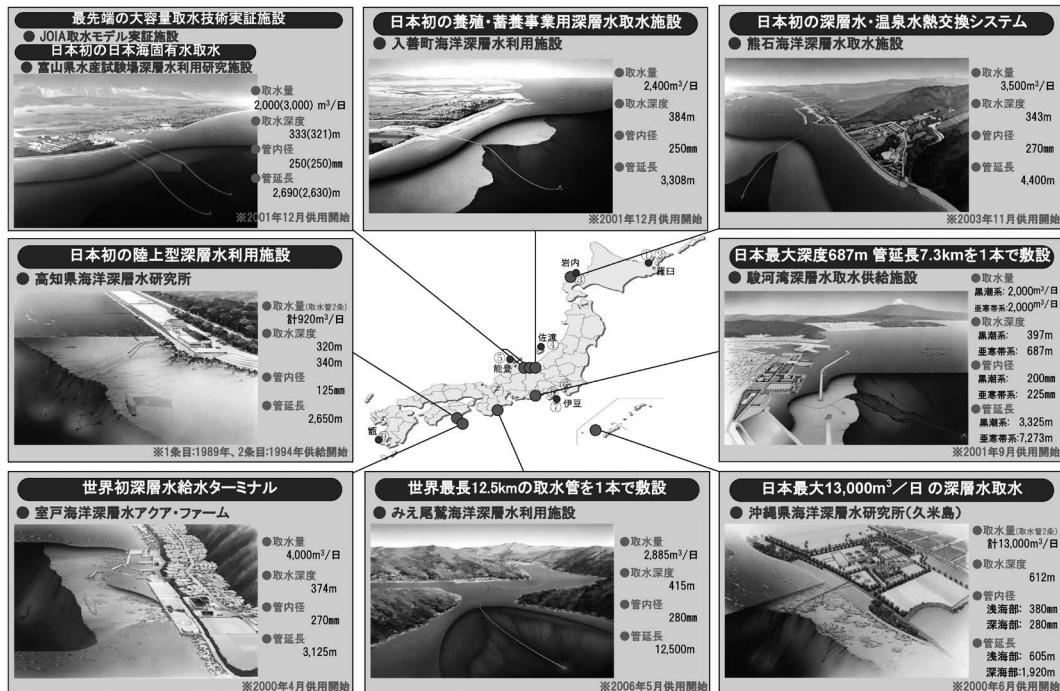 最先端の大容量取水技術実証施設
● JOIA取水モデル実証施設
日本初の日本海固有水取水
● 富山県水産試験場深層水利用研究施設
●取水量
2,000(3,000) m³/日
●取水深度
333(321)m
●管内径
250(250)mm
●管延長
2,690(2,630)m
※2001年12月供用開始
日本初の養殖・蓄養事業用深層水取水施設
● 入善町海洋深層水利用施設
●取水量
2,400m³/日
●取水深度
384m
●管内径
250mm
●管延長
3,308m
※2001年12月供用開始
日本初の深層水・温泉水熱交換システム
● 熊石海洋深層水取水施設
●取水量
3,500m³/日
●取水深度
343m
●管内径
270mm
●管延長
4,400m
※2003年11月供用開始
日本初の陸上型深層水利用施設
● 高知県海洋深層水研究所
●取水量(取水管2条)
計920m³/日
●取水深度
320m
340m
●管内径
125mm
●管延長
2,650m
※1条目:1989年、2条目:1994年供給開始
①
②
羅臼
岩内
③
佐渡
④
⑤
能登
⑥
伊豆
⑦
甑
日本最大深度687m 管延長7.3kmを1本で敷設
● 駿河湾深層水取水供給施設
●取水量
黒潮系: 2,000m³/日
亜寒帯系: 2,000m³/日
●取水深度
黒潮系: 397m
亜寒帯系: 687m
●管内径
黒潮系: 200mm
亜寒帯系: 225mm
●管延長
黒潮系: 3,325m
亜寒帯系: 7,273m
※2001年9月供用開始
世界初深層水給水ターミナル
● 室戸海洋深層水アクア・ファーム
●取水量
4,000m³/日
●取水深度
374m
●管内径
270mm
●管延長
3,125m
※2000年4月供用開始
世界最長12.5kmの取水管を1本で敷設
● みえ尾鷲海洋深層水利用施設
●取水量
2,885m³/日
●取水深度
415m
●管内径
280mm
●管延長
12,500m
※2006年5月供用開始
日本最大13,000m³/日 の深層水取水
● 沖縄県海洋深層水研究所(久米島)
●取水量(取水管2条)
計13,000m³/日
●取水深度
612m
●管内径
浅海部: 380mm
深海部: 280mm
●管延長
浅海部: 605m
深海部:1,920m
※2000年6月供用開始